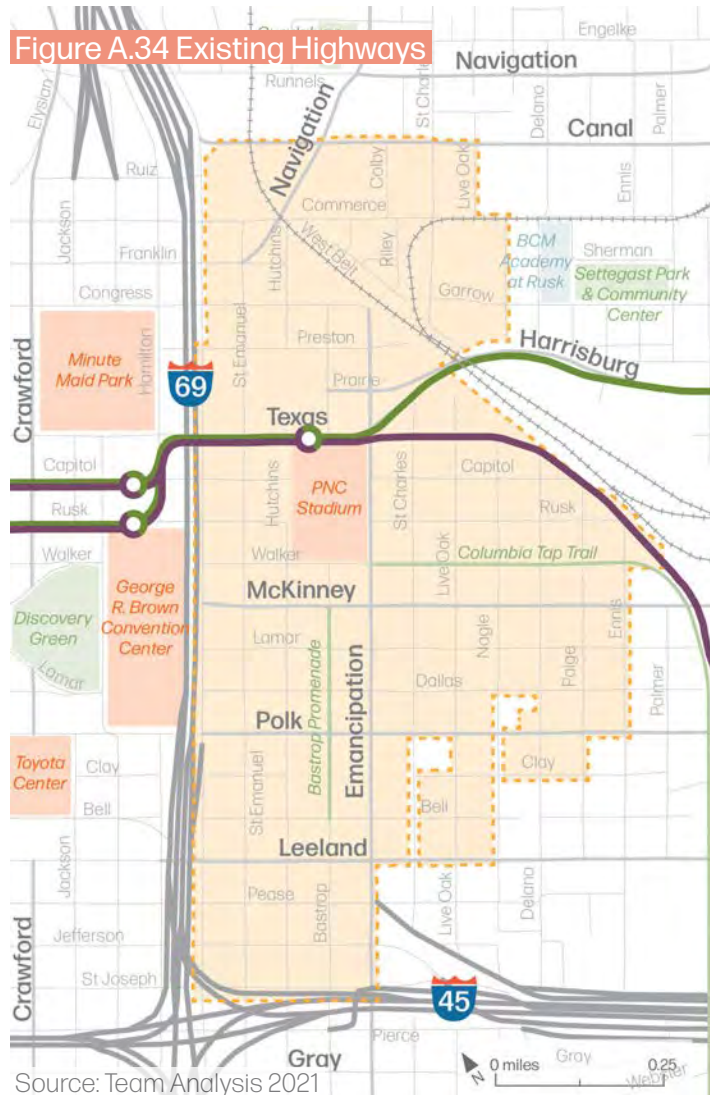 Figure A.34 Existing Highways
Engelke
Navigation
Runnels
St Charles
Elysian
Navigation
Delano
Palmer
Canal
Ruiz
Colby
Live Oak
Ennis
Commerce
Jackson
Hutchins
West Belt
Riley
Franklin
BCM
Academy
at Rusk
Sherman
Settegast Park
& Community
Center
Congress
Garrow
St Emanuel
Preston
Harrisburg
Minute
Maid Park
Hamilton
Crawford
69
Prairie
Texas
Capitol
Capitol
PNC
Stadium
Hutchins
St Charles
Rusk
Rusk
Walker
Walker
Live Oak
Columbia Tap Trail
McKinney
George
R. Brown
Convention
Center
Discovery
Green
Lamar
Lamar
Nagle
Ennis
Paige
Dallas
Palmer
Bastrop Promenade
Emancipation
Polk
Toyota
Center
Clay
Clay
Bell
Bell
St Emanuel
Leeland
Jackson
Pease
Bastrop
Live Oak
Delano
Jefferson
Crawford
St Joseph
45
Pierce
Gray
Gray
Webster
N
0 miles
0.25
Source: Team Analysis 2021